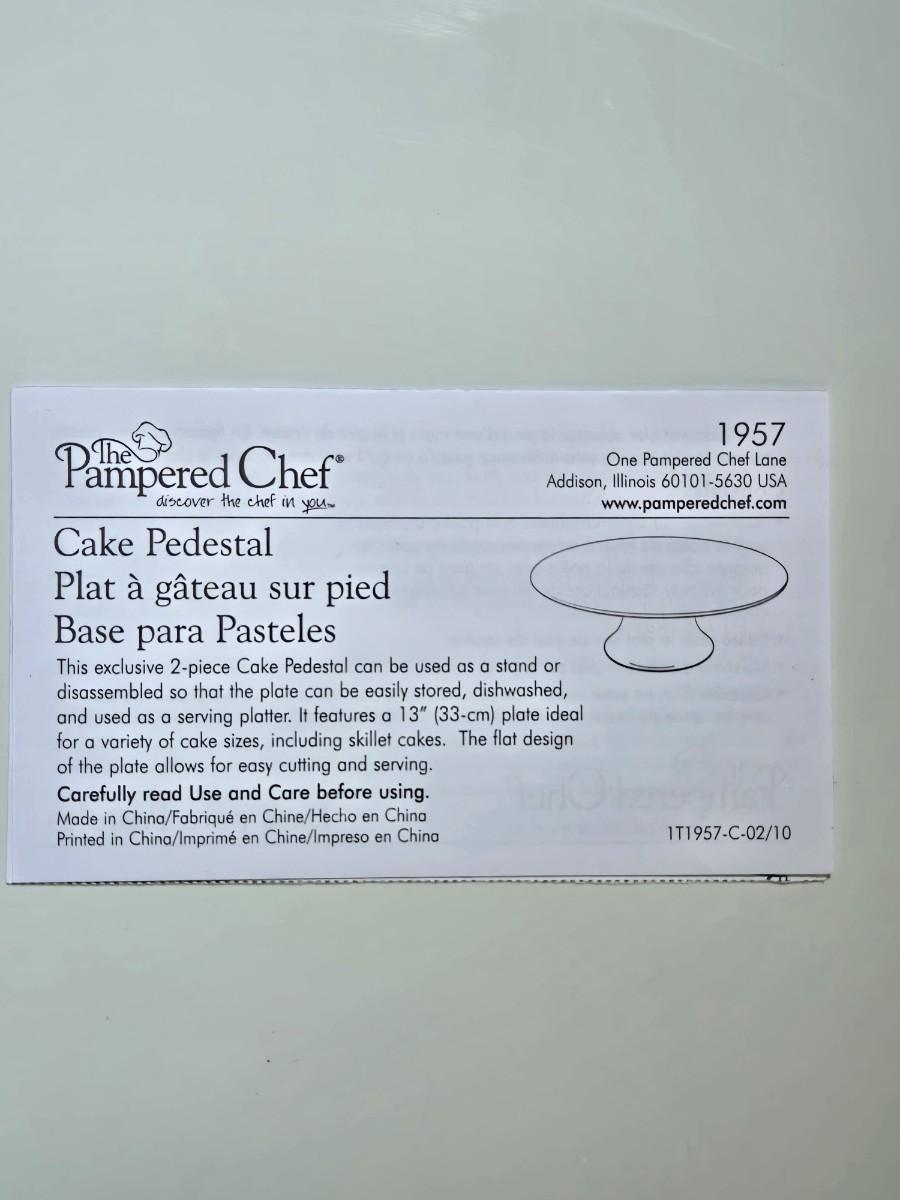 The
Pampered Chef®
discover the chef in you™
1957
One Pampered Chef Lane
Addison, Illinois 60101-5630 USA
www.pamperedchef.com
Cake Pedestal
Plat à gâteau sur pied
Base para Pasteles
This exclusive 2-piece Cake Pedestal can be used as a stand or
disassembled so that the plate can be easily stored, dishwashed,
and used as a serving platter. It features a 13” (33-cm) plate ideal
for a variety of cake sizes, including skillet cakes. The flat design
of the plate allows for easy cutting and serving.
Carefully read Use and Care before using.
Made in China/Fabriqué en Chine/Hecho en China
Printed in China/Imprimé en Chine/Impreso en China
1T1957-C-02/10